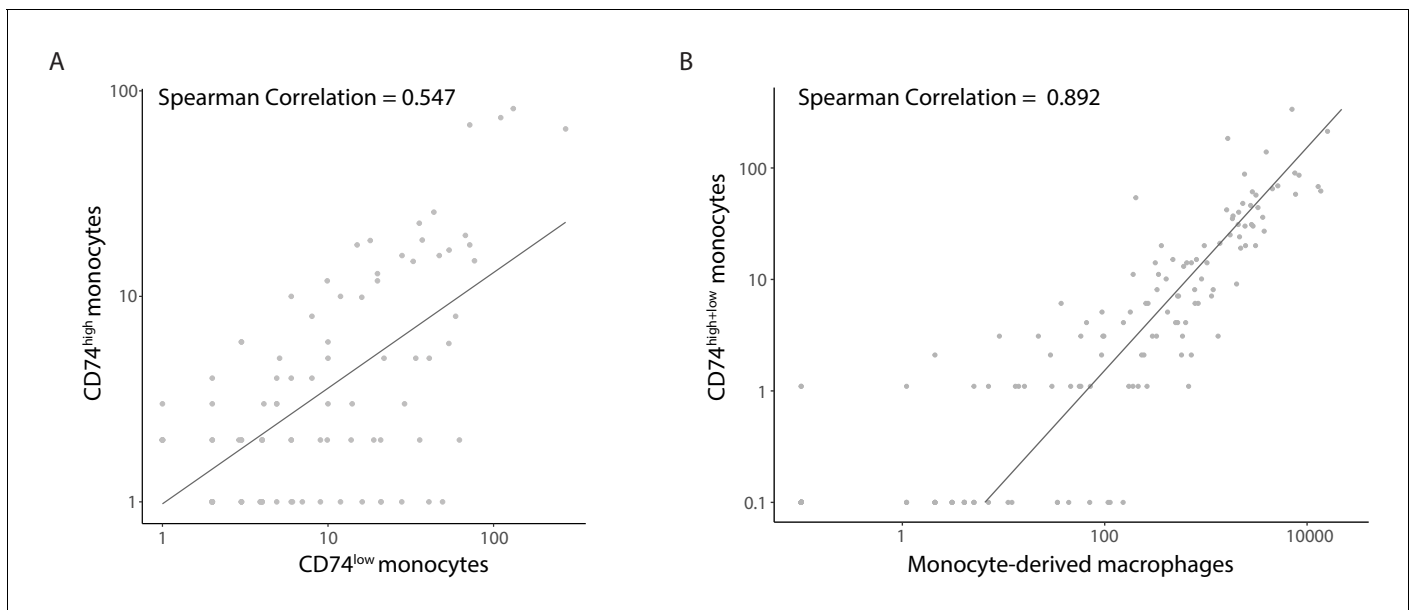 A
Spearman Correlation = 0.547
100
10
1
CD74high monocytes
1
10
100
CD74low monocytes
B
Spearman Correlation = 0.892
100
10
1
0.1
CD74high+low monocytes
1
100
10000
Monocyte-derived macrophages